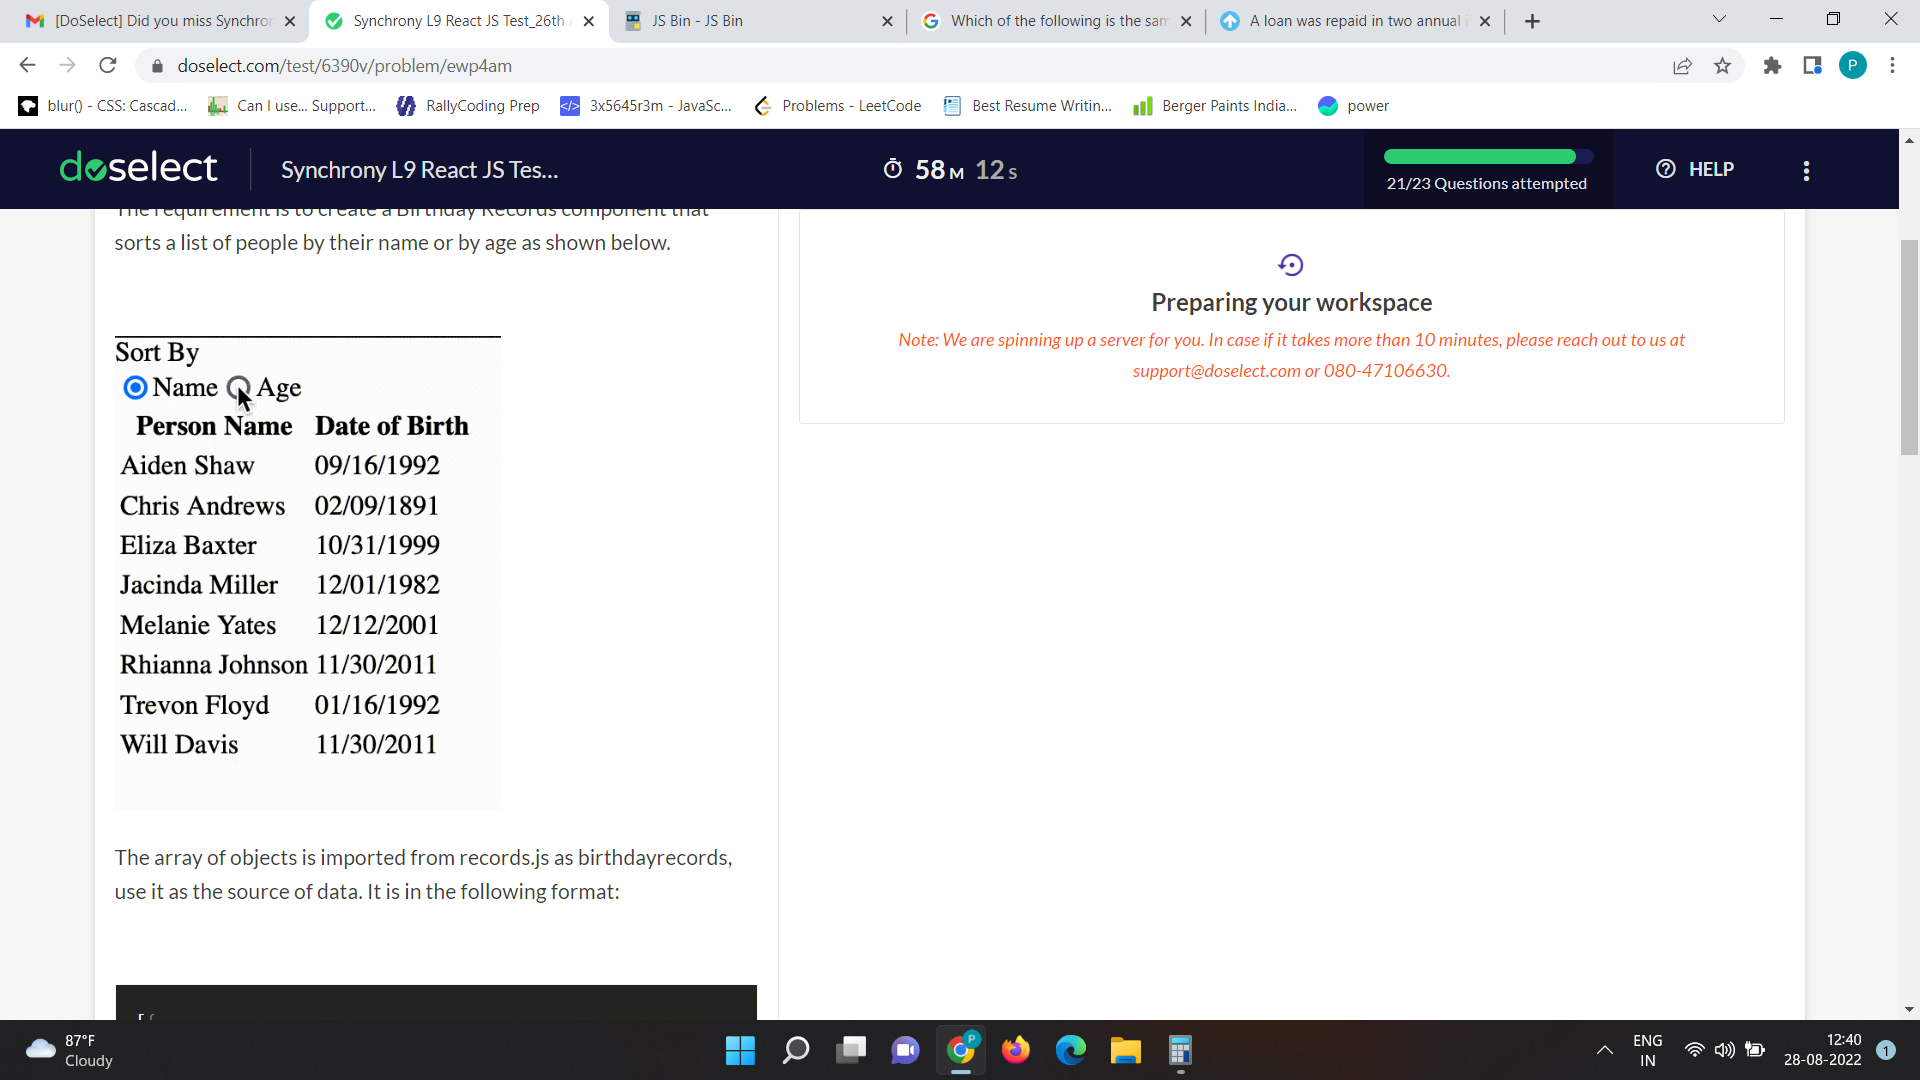 [DoSelect] Did you miss Synchron
Synchrony L9 React JS Test_26th
JS Bin - JS Bin
Which of the following is the sam
A loan was repaid in two annual i
doselect.com/test/6390v/problem/ewp4am
P
blur() - CSS: Cascad...
Can I use... Support...
RallyCoding Prep
3x5645r3m - JavaSc...
Problems - LeetCode
Best Resume Writin...
Berger Paints India...
power
doselect
Synchrony L9 React JS Tes...
58 M 12 S
21/23 Questions attempted
HELP
The requirement is to create a Birthday Records component that
sorts a list of people by their name or by age as shown below.
Sort By
Name Age
Person Name Date of Birth
Aiden Shaw 09/16/1992
Chris Andrews 02/09/1891
Eliza Baxter 10/31/1999
Jacinda Miller 12/01/1982
Melanie Yates 12/12/2001
Rhianna Johnson 11/30/2011
Trevon Floyd 01/16/1992
Will Davis 11/30/2011
The array of objects is imported from records.js as birthdayrecords,
use it as the source of data. It is in the following format:
Preparing your workspace
Note: We are spinning up a server for you. In case if it takes more than 10 minutes, please reach out to us at
support@doselect.com or 080-47106630.
87°F
Cloudy
P
ENG
IN
12:40
28-08-2022
1